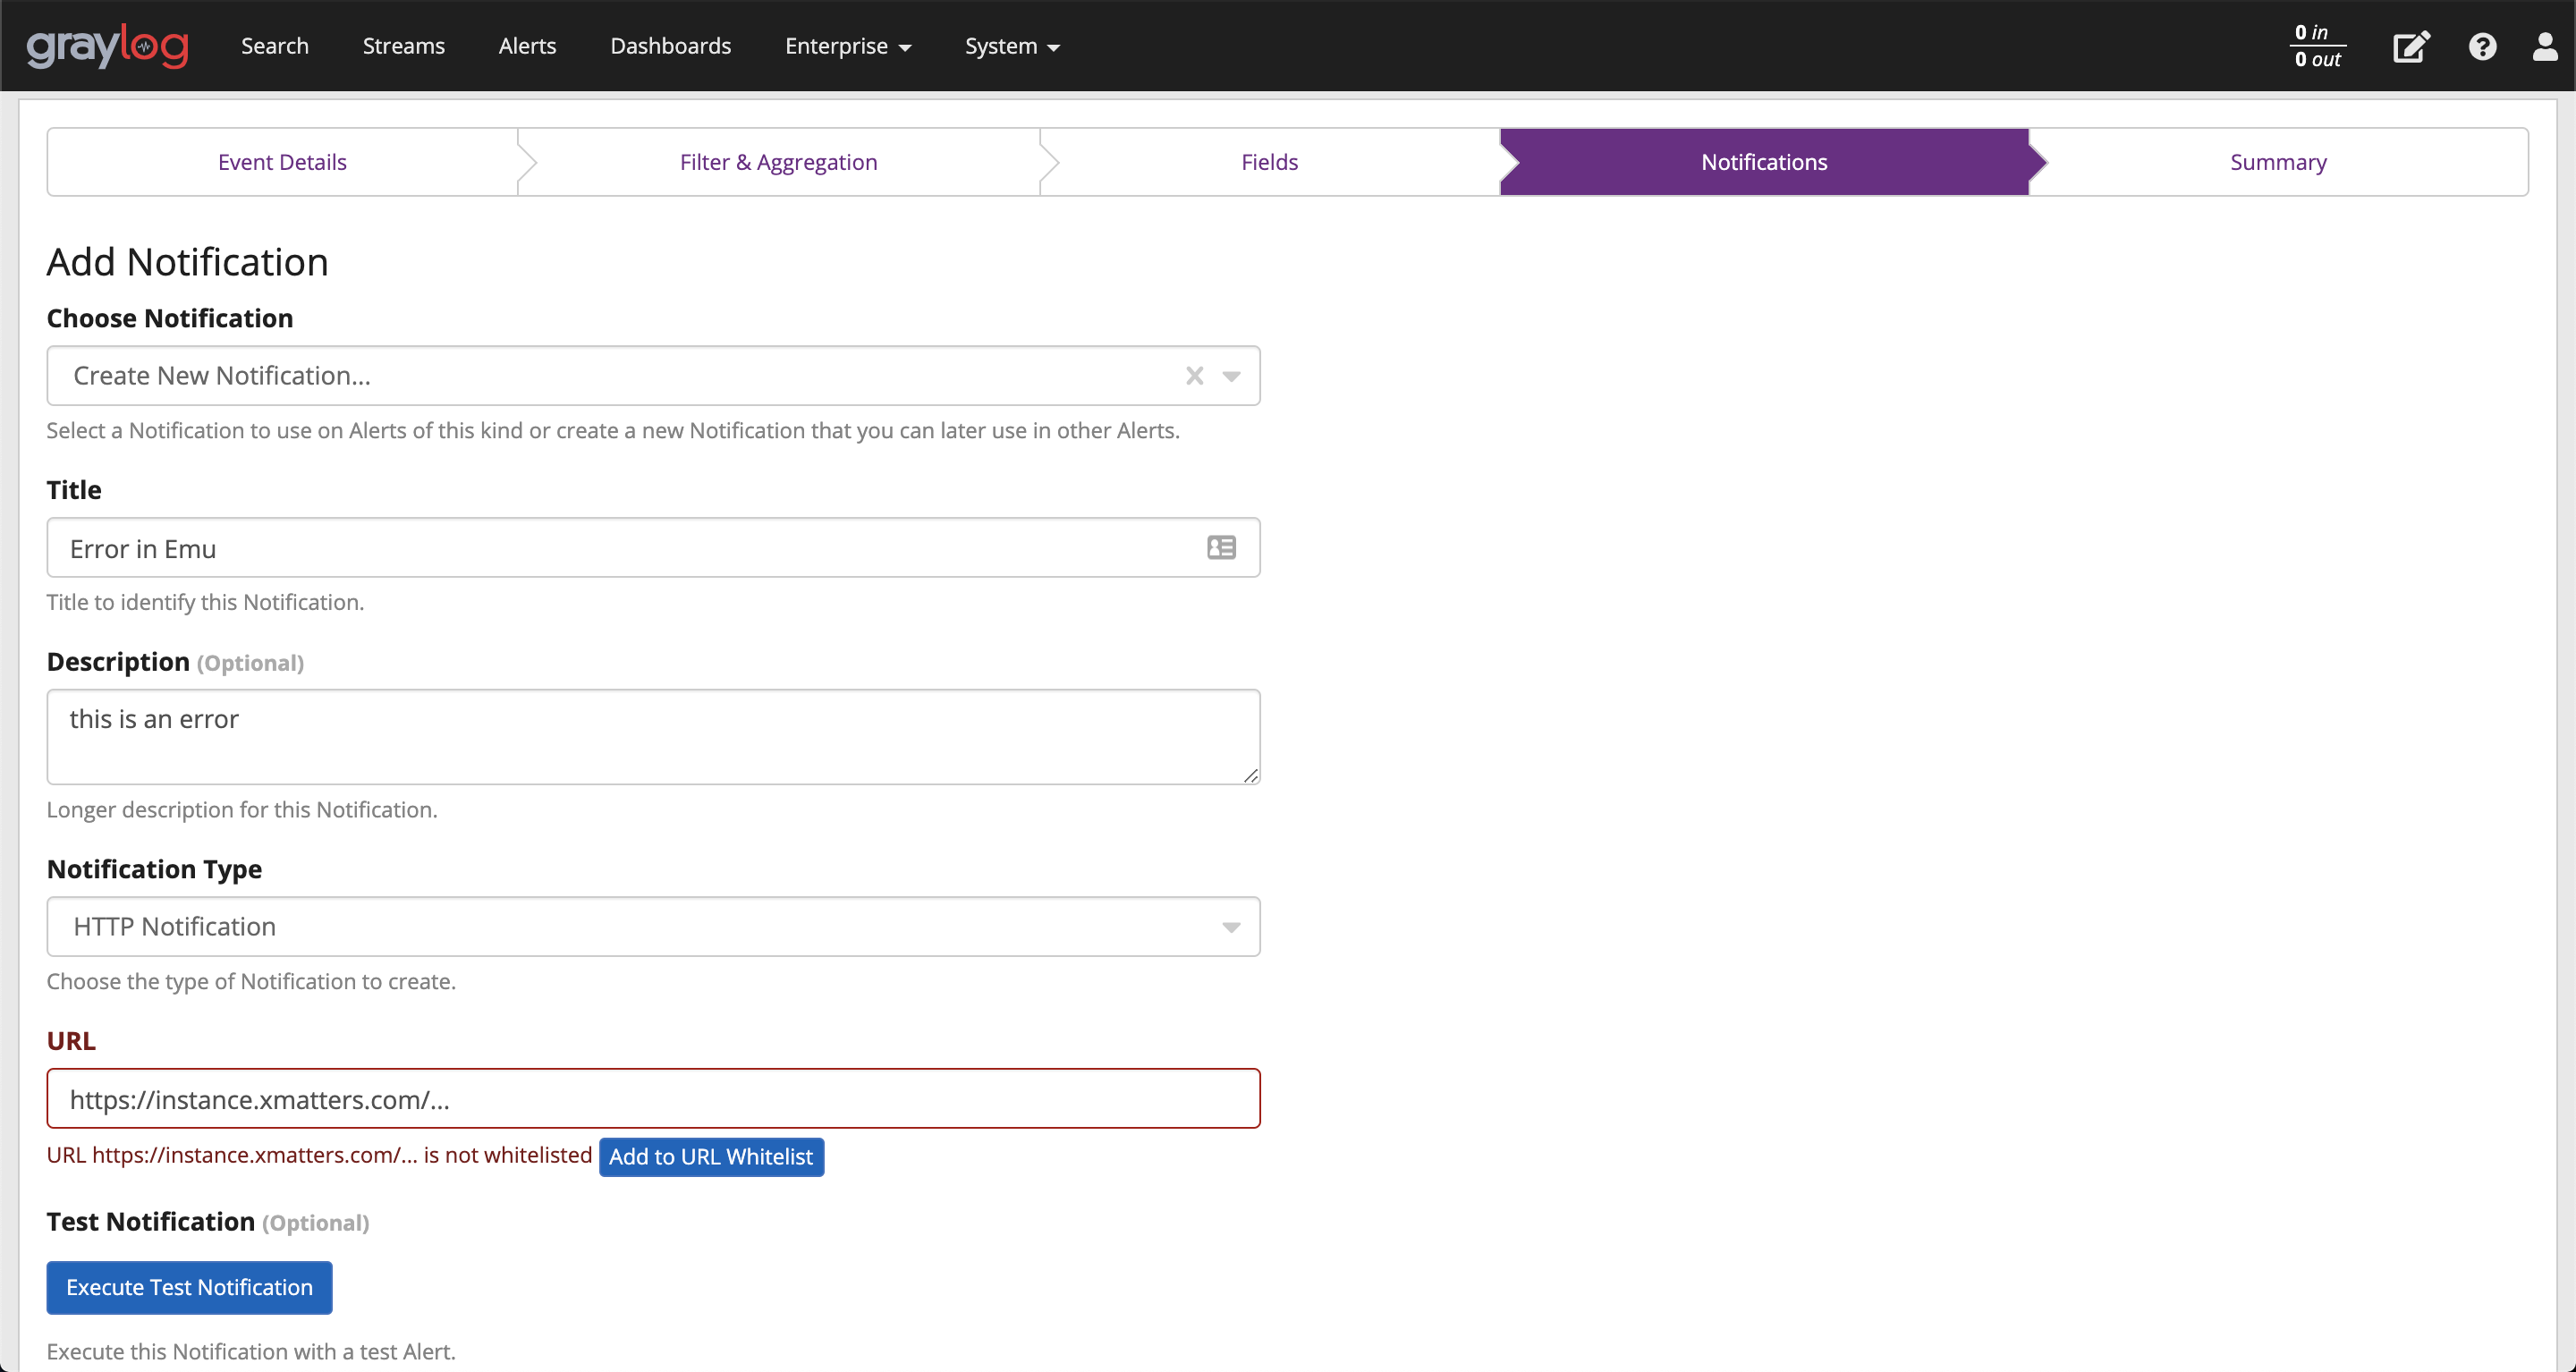 graylog Search Streams Alerts Dashboards Enterprise System 0 in
0 out
Event Details Filter & Aggregation Fields Notifications Summary
Add Notification
Choose Notification
Create New Notification...
Select a Notification to use on Alerts of this kind or create a new Notification that you can later use in other Alerts.
Title
Error in Emu
Title to identify this Notification.
Description (Optional)
this is an error
Longer description for this Notification.
Notification Type
HTTP Notification
Choose the type of Notification to create.
URL
https://instance.xmatters.com/...
URL https://instance.xmatters.com/... is not whitelisted Add to URL Whitelist
Test Notification (Optional)
Execute Test Notification
Execute this Notification with a test Alert.